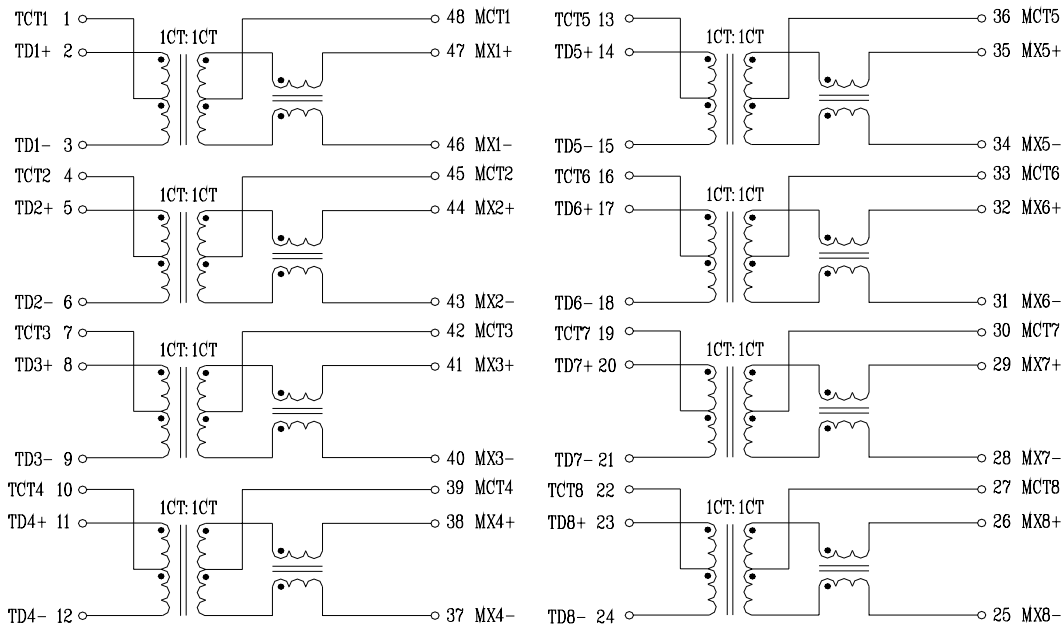 TCT1 1 48 MCT1
1CT:1CT
TD1+ 2 47 MX1+
TD1- 3 46 MX1-
TCT2 4 45 MCT2
1CT:1CT
TD2+ 5 44 MX2+
TD2- 6 43 MX2-
TCT3 7 42 MCT3
1CT:1CT
TD3+ 8 41 MX3+
TD3- 9 40 MX3-
TCT4 10 39 MCT4
1CT:1CT
TD4+ 11 38 MX4+
TD4- 12 37 MX4-
TCT5 13 36 MCT5
1CT:1CT
TD5+ 14 35 MX5+
TD5- 15 34 MX5-
TCT6 16 33 MCT6
1CT:1CT
TD6+ 17 32 MX6+
TD6- 18 31 MX6-
TCT7 19 30 MCT7
1CT:1CT
TD7+ 20 29 MX7+
TD7- 21 28 MX7-
TCT8 22 27 MCT8
1CT:1CT
TD8+ 23 26 MX8+
TD8- 24 25 MX8-